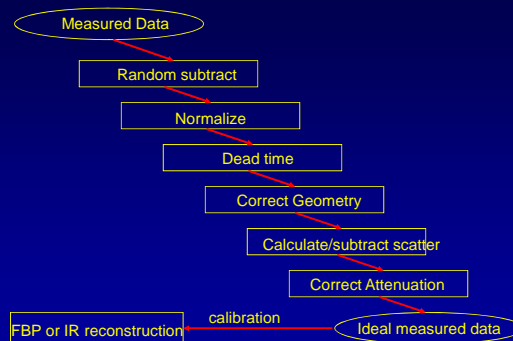 Measured Data
Random subtract
Normalize
Dead time
Correct Geometry
Calculate/subtract scatter
Correct Attenuation
calibration
FBP or IR reconstruction
Ideal measured data